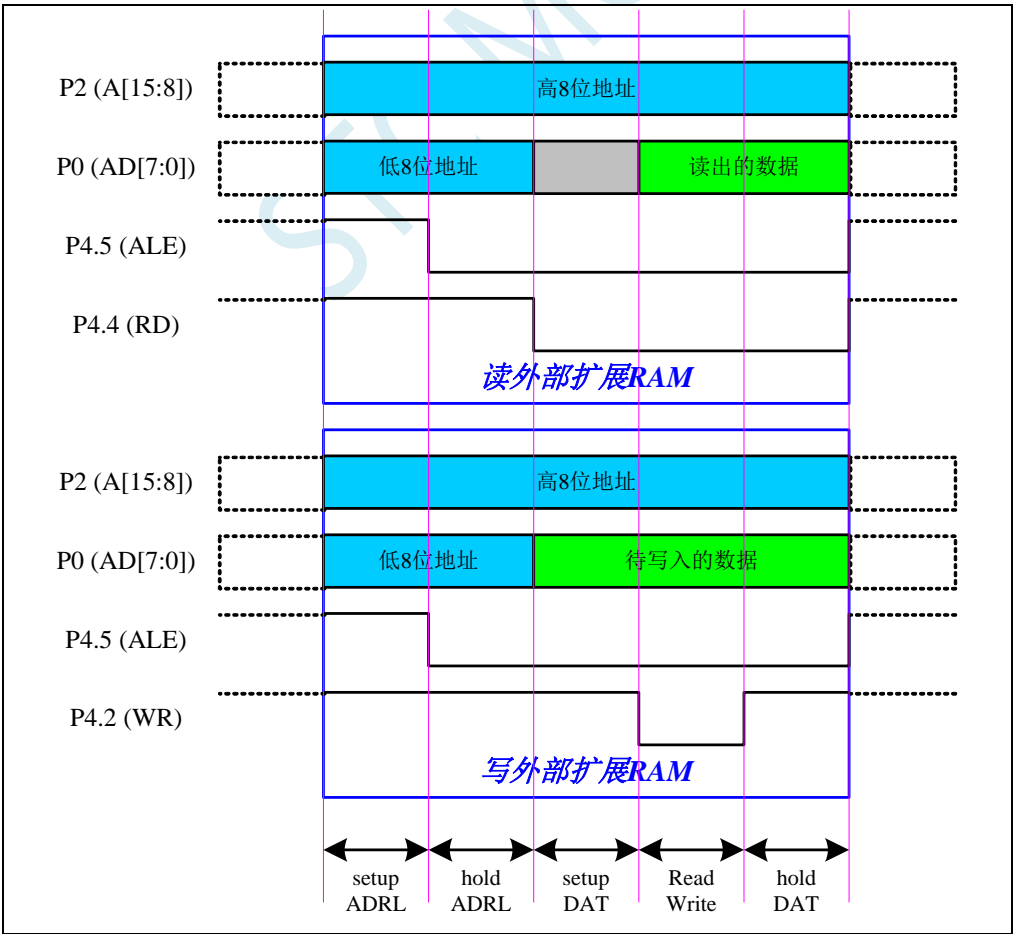 P2 (A[15:8])
高8位地址
P0 (AD[7:0])
低8位地址
读出的数据
P4.5 (ALE)
P4.4 (RD)
读外部扩展RAM
P2 (A[15:8])
高8位地址
P0 (AD[7:0])
低8位地址
待写入的数据
P4.5 (ALE)
P4.2 (WR)
写外部扩展RAM
setup
ADRL
hold
ADRL
setup
DAT
Read
Write
hold
DAT